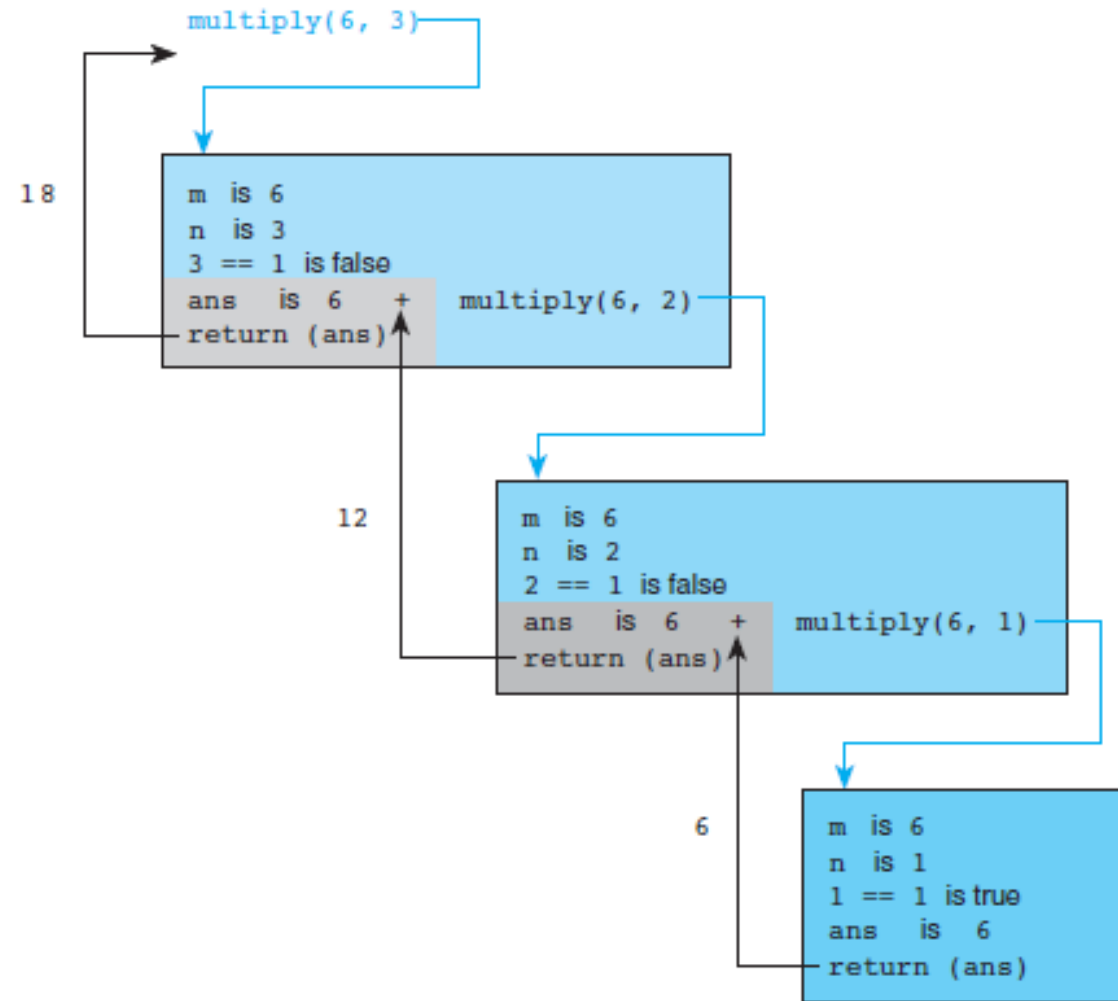 multiply(6, 3)
18
m is 6
n is 3
3 == 1 is false
ans is 6 + multiply(6, 2)
return (ans)
12
m is 6
n is 2
2 == 1 is false
ans is 6 + multiply(6, 1)
return (ans)
6
m is 6
n is 1
1 == 1 is true
ans is 6
return (ans)